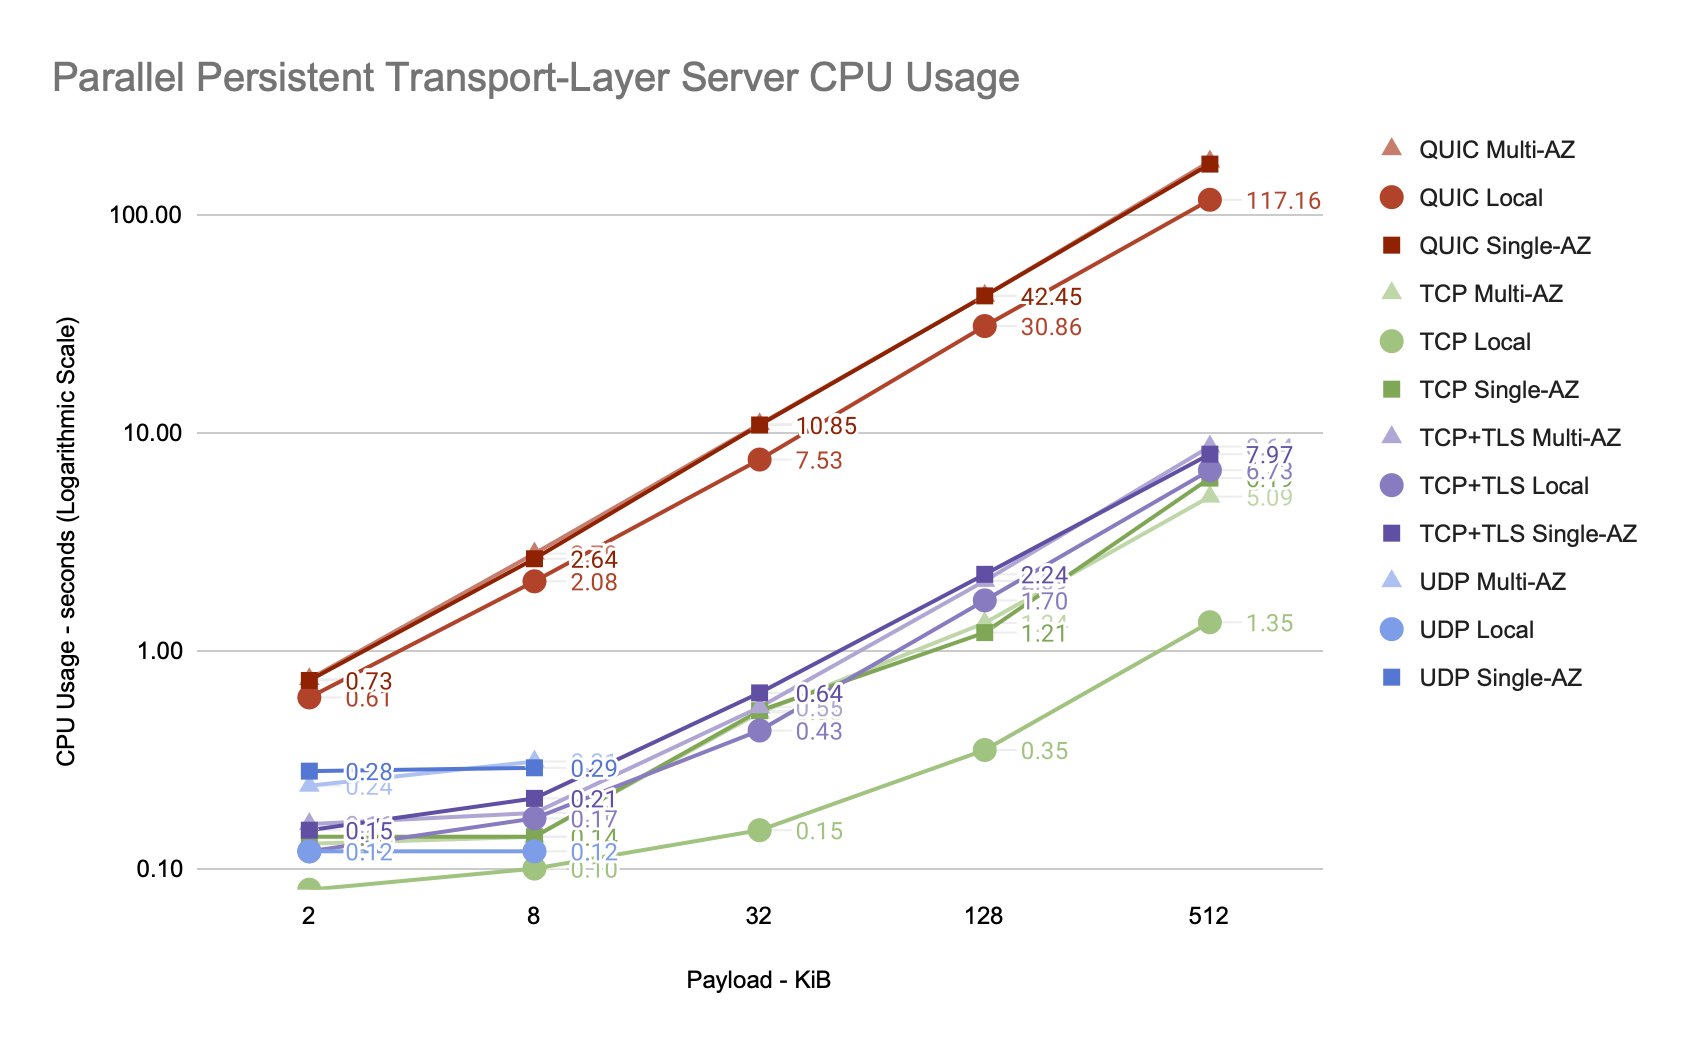 Parallel Persistent Transport-Layer Server CPU Usage
QUIC Multi-AZ
QUIC Local
QUIC Single-AZ
TCP Multi-AZ
TCP Local
TCP Single-AZ
TCP+TLS Multi-AZ
TCP+TLS Local
TCP+TLS Single-AZ
UDP Multi-AZ
UDP Local
UDP Single-AZ
CPU Usage - seconds (Logarithmic Scale)
100.00
10.00
1.00
0.10
117.16
42.45
30.86
10.85
7.53
7.97
6.73
5.09
2.64
2.08
2.24
1.70
1.21
1.35
0.73
0.61
0.64
0.55
0.43
0.35
0.28
0.24
0.29
0.21
0.17
0.14
0.15
0.15
0.12
0.12
0.10
2
8
32
128
512
Payload - KiB